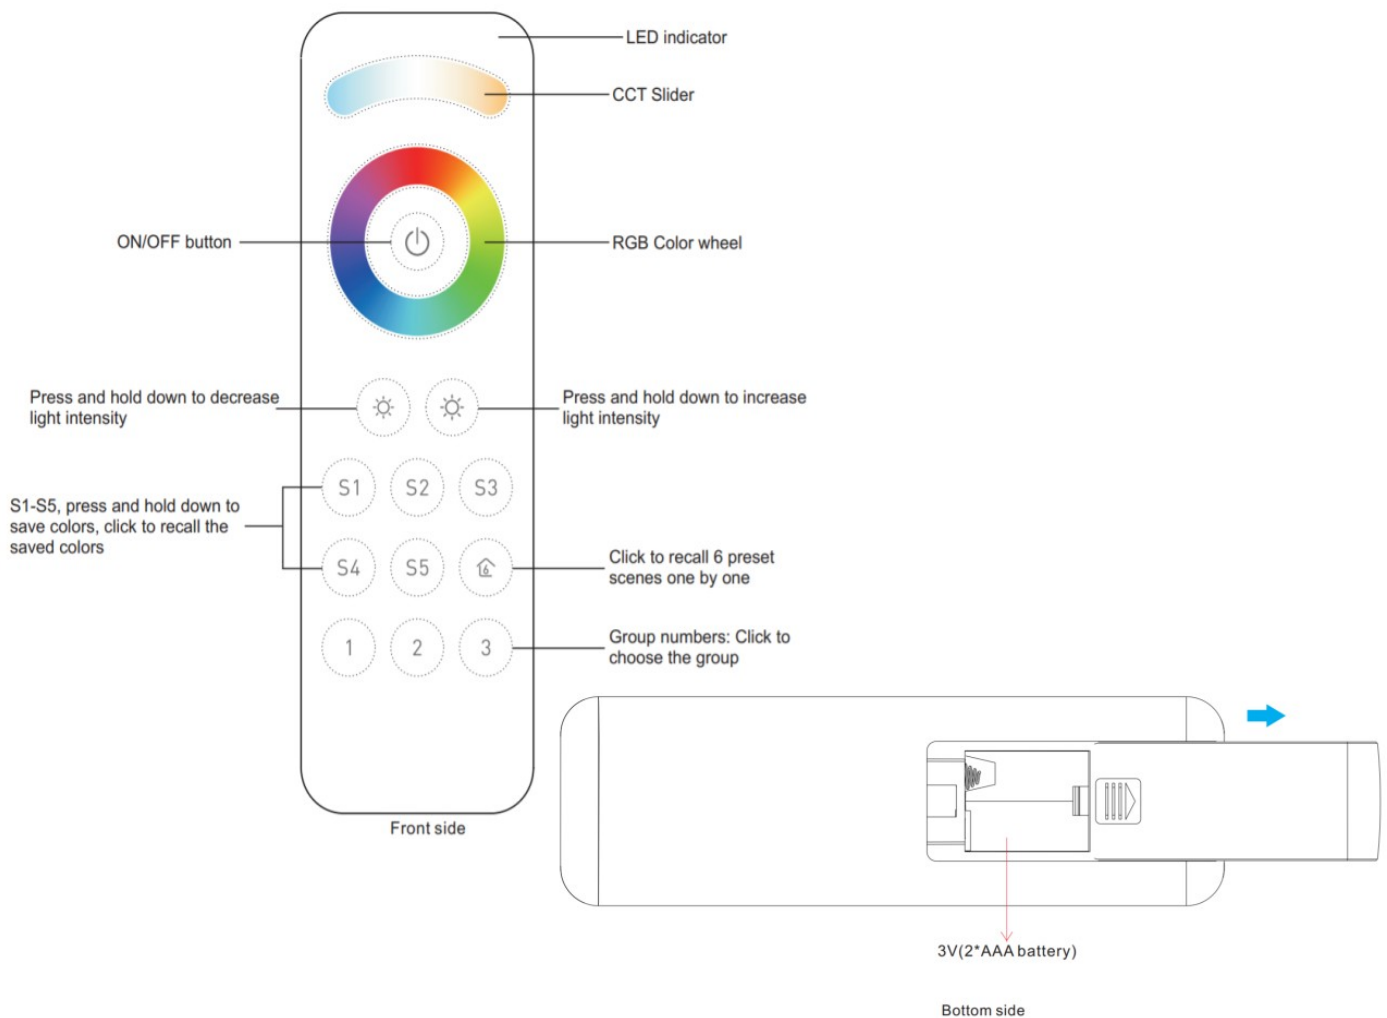 LED indicator
CCT Slider
ON/OFF button
RGB Color wheel
Press and hold down to decrease
light intensity
Press and hold down to increase
light intensity
S1 S2 S3
S1-S5, press and hold down to
save colors, click to recall the
saved colors
S4 S5 6
Click to recall 6 preset
scenes one by one
1 2 3
Group numbers: Click to
choose the group
Front side
3V(2*AAA battery)
Bottom side